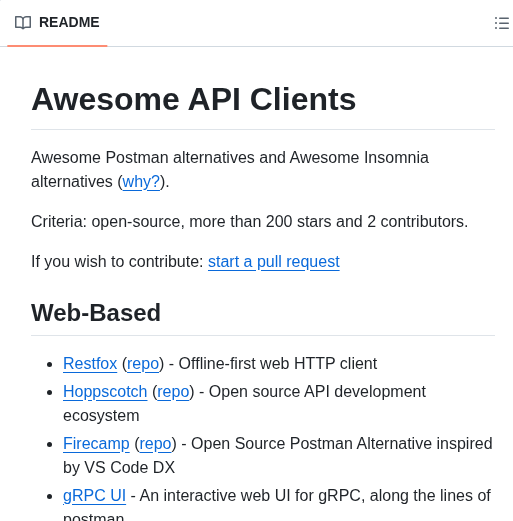 README
Awesome API Clients
Awesome Postman alternatives and Awesome Insomnia
alternatives (why?).
Criteria: open-source, more than 200 stars and 2 contributors.
If you wish to contribute: start a pull request
Web-Based
Restfox (repo) - Offline-first web HTTP client
Hoppscotch (repo) - Open source API development
ecosystem
Firecamp (repo) - Open Source Postman Alternative inspired
by VS Code DX
gRPC UI - An interactive web UI for gRPC, along the lines of
postman